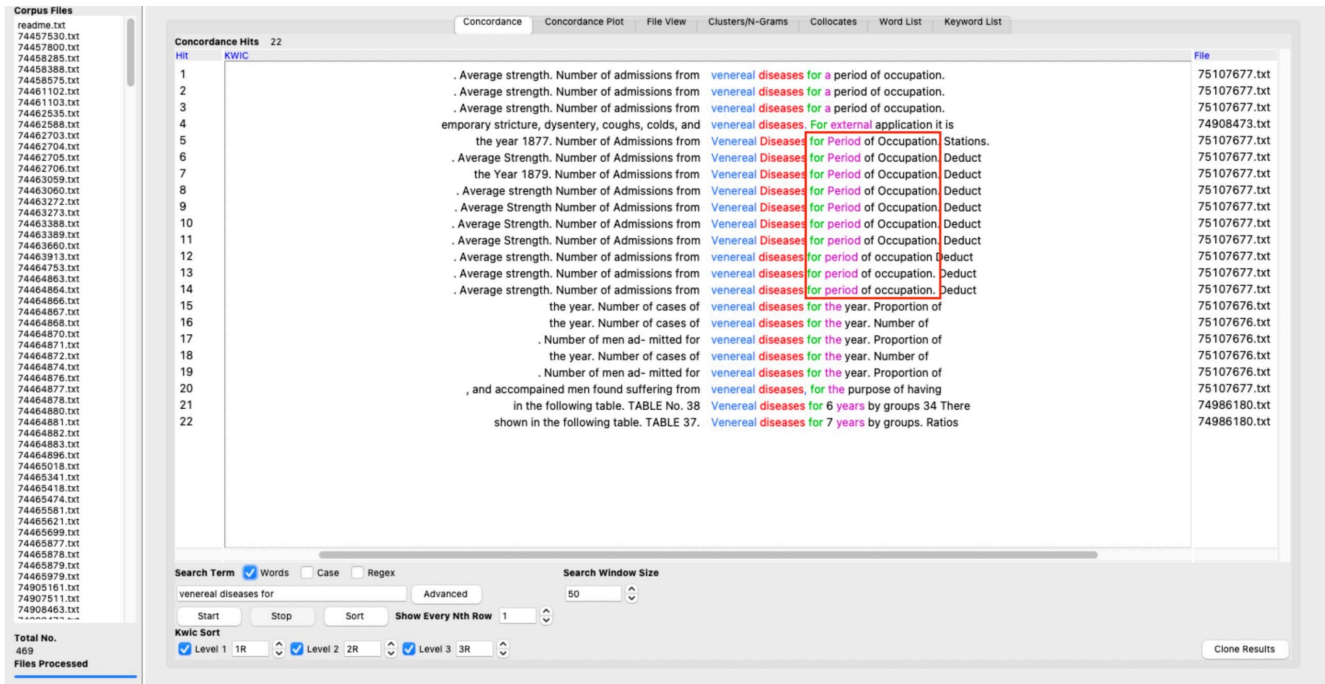 Corpus Files
readme.txt
74457530.txt
74457800.txt
74458285.txt
74458388.txt
74458575.txt
74461102.txt
74461103.txt
74462535.txt
74462588.txt
74462703.txt
74462704.txt
74462705.txt
74462706.txt
74463059.txt
74463060.txt
74463272.txt
74463273.txt
74463388.txt
74463389.txt
74463660.txt
74463913.txt
74464753.txt
74464863.txt
74464864.txt
74464866.txt
74464867.txt
74464868.txt
74464870.txt
74464871.txt
74464872.txt
74464874.txt
74464876.txt
74464877.txt
74464878.txt
74464880.txt
74464881.txt
74464882.txt
74464883.txt
74464896.txt
74465018.txt
74465341.txt
74465418.txt
74465474.txt
74465581.txt
74465621.txt
74465699.txt
74465877.txt
74465878.txt
74465879.txt
74465979.txt
74905161.txt
74907511.txt
74908463.txt
Total No.
469
Files Processed
Concordance Concordance Plot File View Clusters/N-Grams Collocates Word List Keyword List
Concordance Hits 22
Hit KWIC File
1 . Average strength. Number of admissions from venereal diseases for a period of occupation. 75107677.txt
2 . Average strength. Number of admissions from venereal diseases for a period of occupation. 75107677.txt
3 . Average strength. Number of admissions from venereal diseases for a period of occupation. 75107677.txt
4 emporary stricture, dysentery, coughs, colds, and venereal diseases. For external application it is 74908473.txt
5 the year 1877. Number of Admissions from Venereal Diseases for Period of Occupation. Stations. 75107677.txt
6 . Average Strength. Number of Admissions from Venereal Diseases for Period of Occupation. Deduct 75107677.txt
7 the Year 1879. Number of Admissions from Venereal Diseases for Period of Occupation. Deduct 75107677.txt
8 . Average strength Number of Admissions from Venereal Diseases for Period of Occupation. Deduct 75107677.txt
9 . Average Strength Number of Admissions from Venereal Diseases for Period of Occupation. Deduct 75107677.txt
10 . Average Strength. Number of Admissions from Venereal Diseases for Period of Occupation. Deduct 75107677.txt
11 . Average Strength. Number of Admissions from Venereal Diseases for period of Occupation. Deduct 75107677.txt
12 . Average strength. Number of Admissions from venereal diseases for period of occupation Deduct 75107677.txt
13 . Average strength. Number of admissions from venereal diseases for period of occupation. Deduct 75107677.txt
14 . Average strength. Number of admissions from venereal diseases for period of occupation. Deduct 75107677.txt
15 the year. Number of cases of venereal diseases for the year. Proportion of 75107676.txt
16 the year. Number of cases of venereal diseases for the year. Number of 75107676.txt
17 . Number of men ad- mitted for venereal diseases for the year. Proportion of 75107676.txt
18 the year. Number of cases of venereal diseases for the year. Number of 75107676.txt
19 . Number of men ad- mitted for venereal diseases for the year. Proportion of 75107676.txt
20 , and accompained men found suffering from venereal diseases, for the purpose of having 75107677.txt
21 in the following table. TABLE No. 38 Venereal diseases for 6 years by groups 34 There 74986180.txt
22 shown in the following table. TABLE 37. Venereal diseases for 7 years by groups. Ratios 74986180.txt
Search Term Words Case Regex Search Window Size
venereal diseases for Advanced 50
Start Stop Sort Show Every Nth Row 1
Kwic Sort
Level 1 1R Level 2 2R Level 3 3R Clone Results